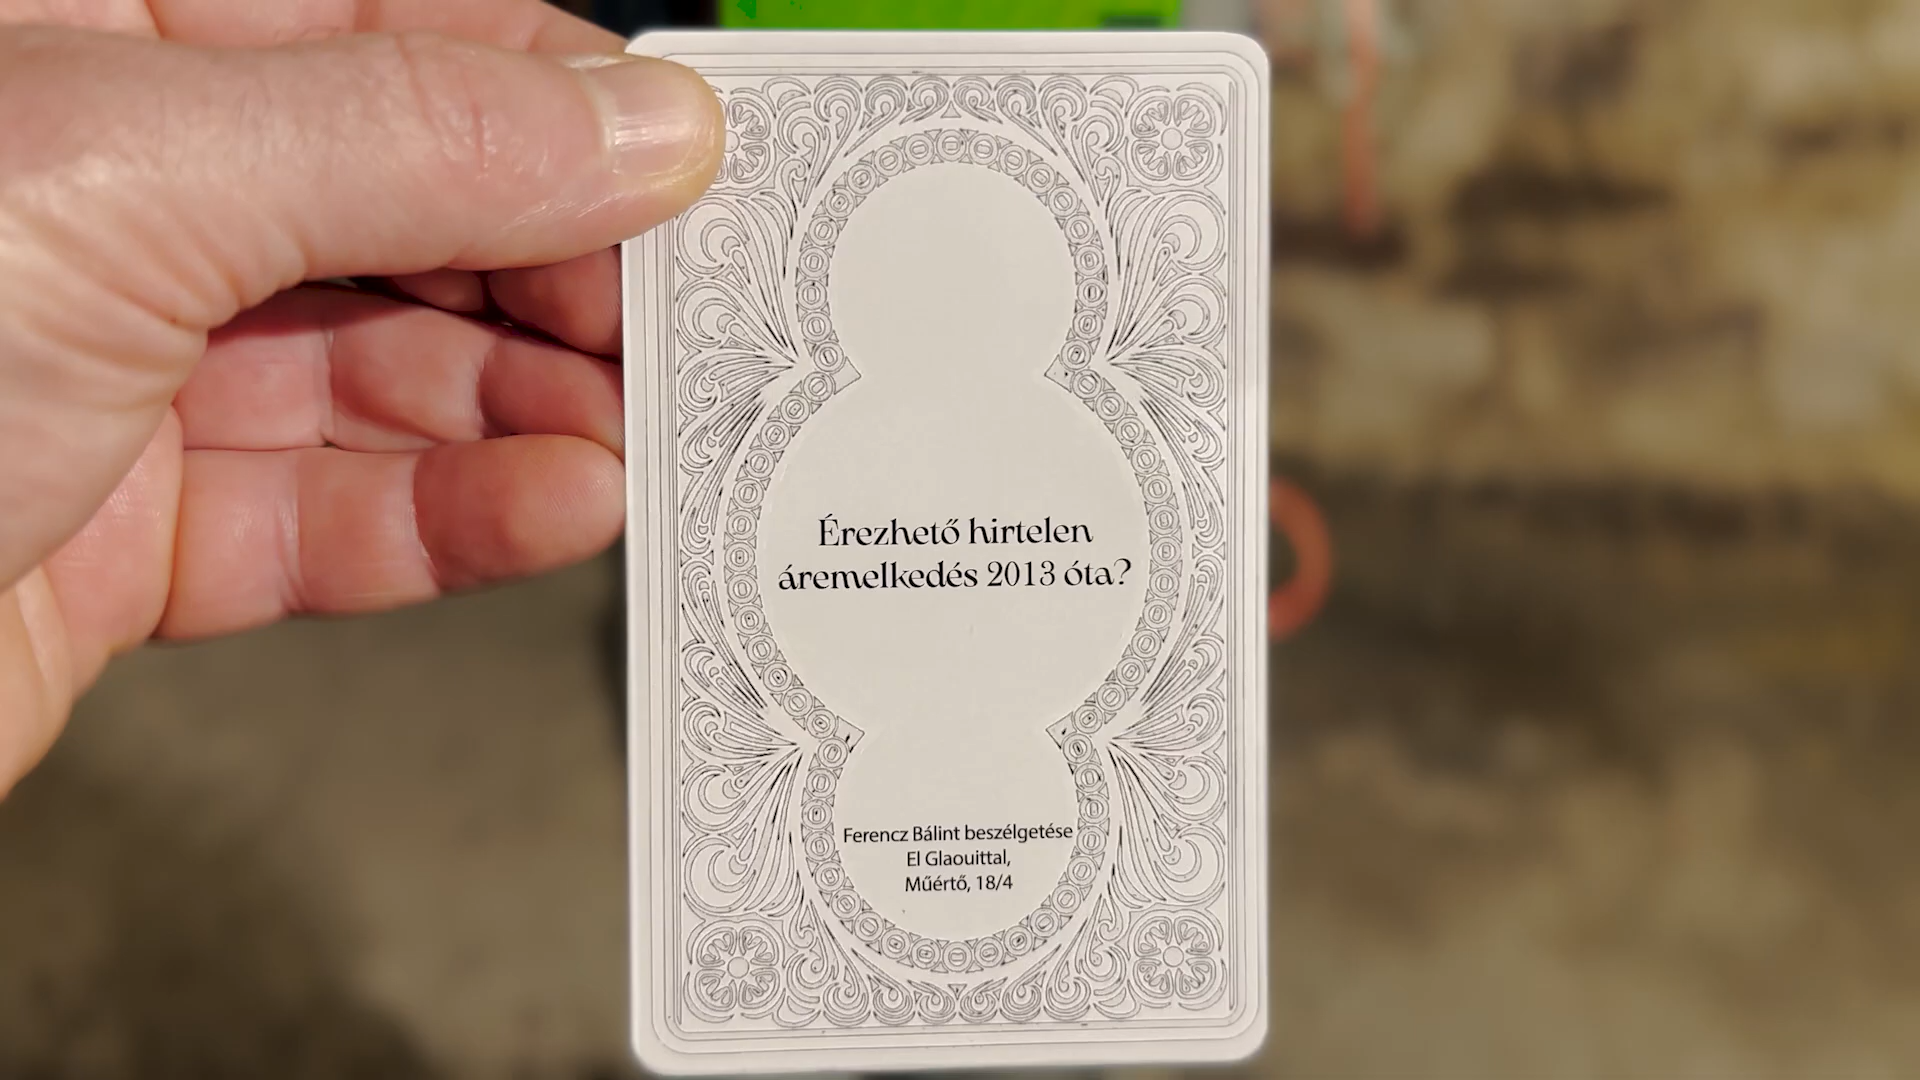 Érezhető hirtelen
áremelkedés 2013 óta?
Ferencz Bálint beszélgetése
El Glaouittal,
Műértő, 18/4